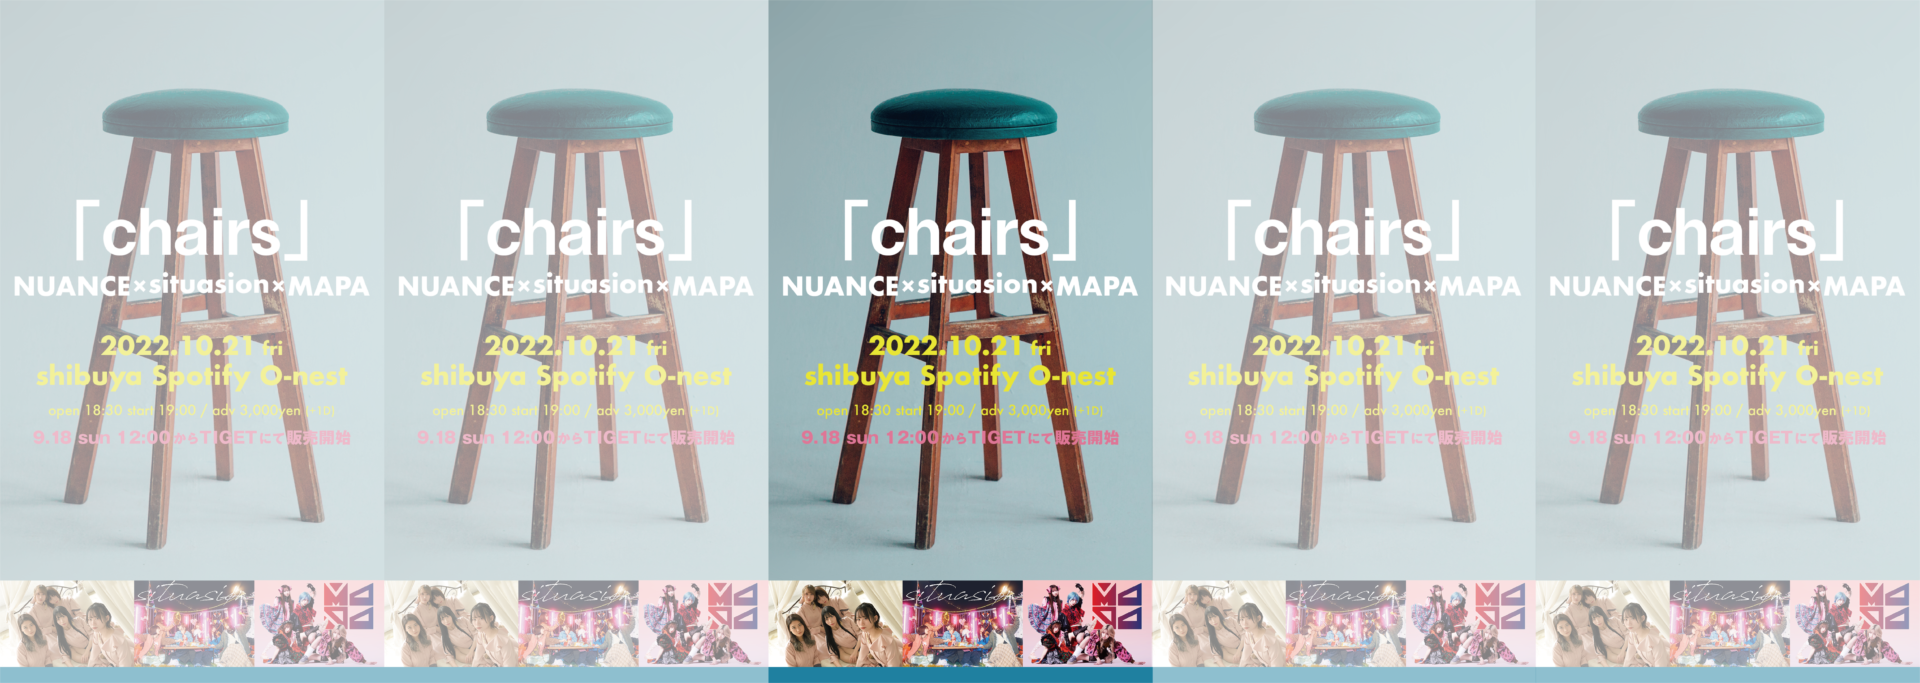 「chairs」
NUANCE×situasion×MAPA
2022.10.21 fri
shibuya Spotify O-nest
open 18:30 start 19:00 / adv 3,000yen (+1D)
9.18 sun 12:00からTIGETにて販売開始
situasion
MAPA
「chairs」
NUANCE×situasion×MAPA
2022.10.21 fri
shibuya Spotify O-nest
open 18:30 start 19:00 / adv 3,000yen (+1D)
9.18 sun 12:00からTIGETにて販売開始
situasion
MAPA
「chairs」
NUANCE×situasion×MAPA
2022.10.21 fri
shibuya Spotify O-nest
open 18:30 start 19:00 / adv 3,000yen (+1D)
9.18 sun 12:00からTIGETにて販売開始
situasion
MAPA
「chairs」
NUANCE×situasion×MAPA
2022.10.21 fri
shibuya Spotify O-nest
open 18:30 start 19:00 / adv 3,000yen (+1D)
9.18 sun 12:00からTIGETにて販売開始
situasion
MAPA
「chairs」
NUANCE×situasion×MAPA
2022.10.21 fri
shibuya Spotify O-nest
open 18:30 start 19:00 / adv 3,000yen (+1D)
9.18 sun 12:00からTIGETにて販売開始
situasion
MAPA